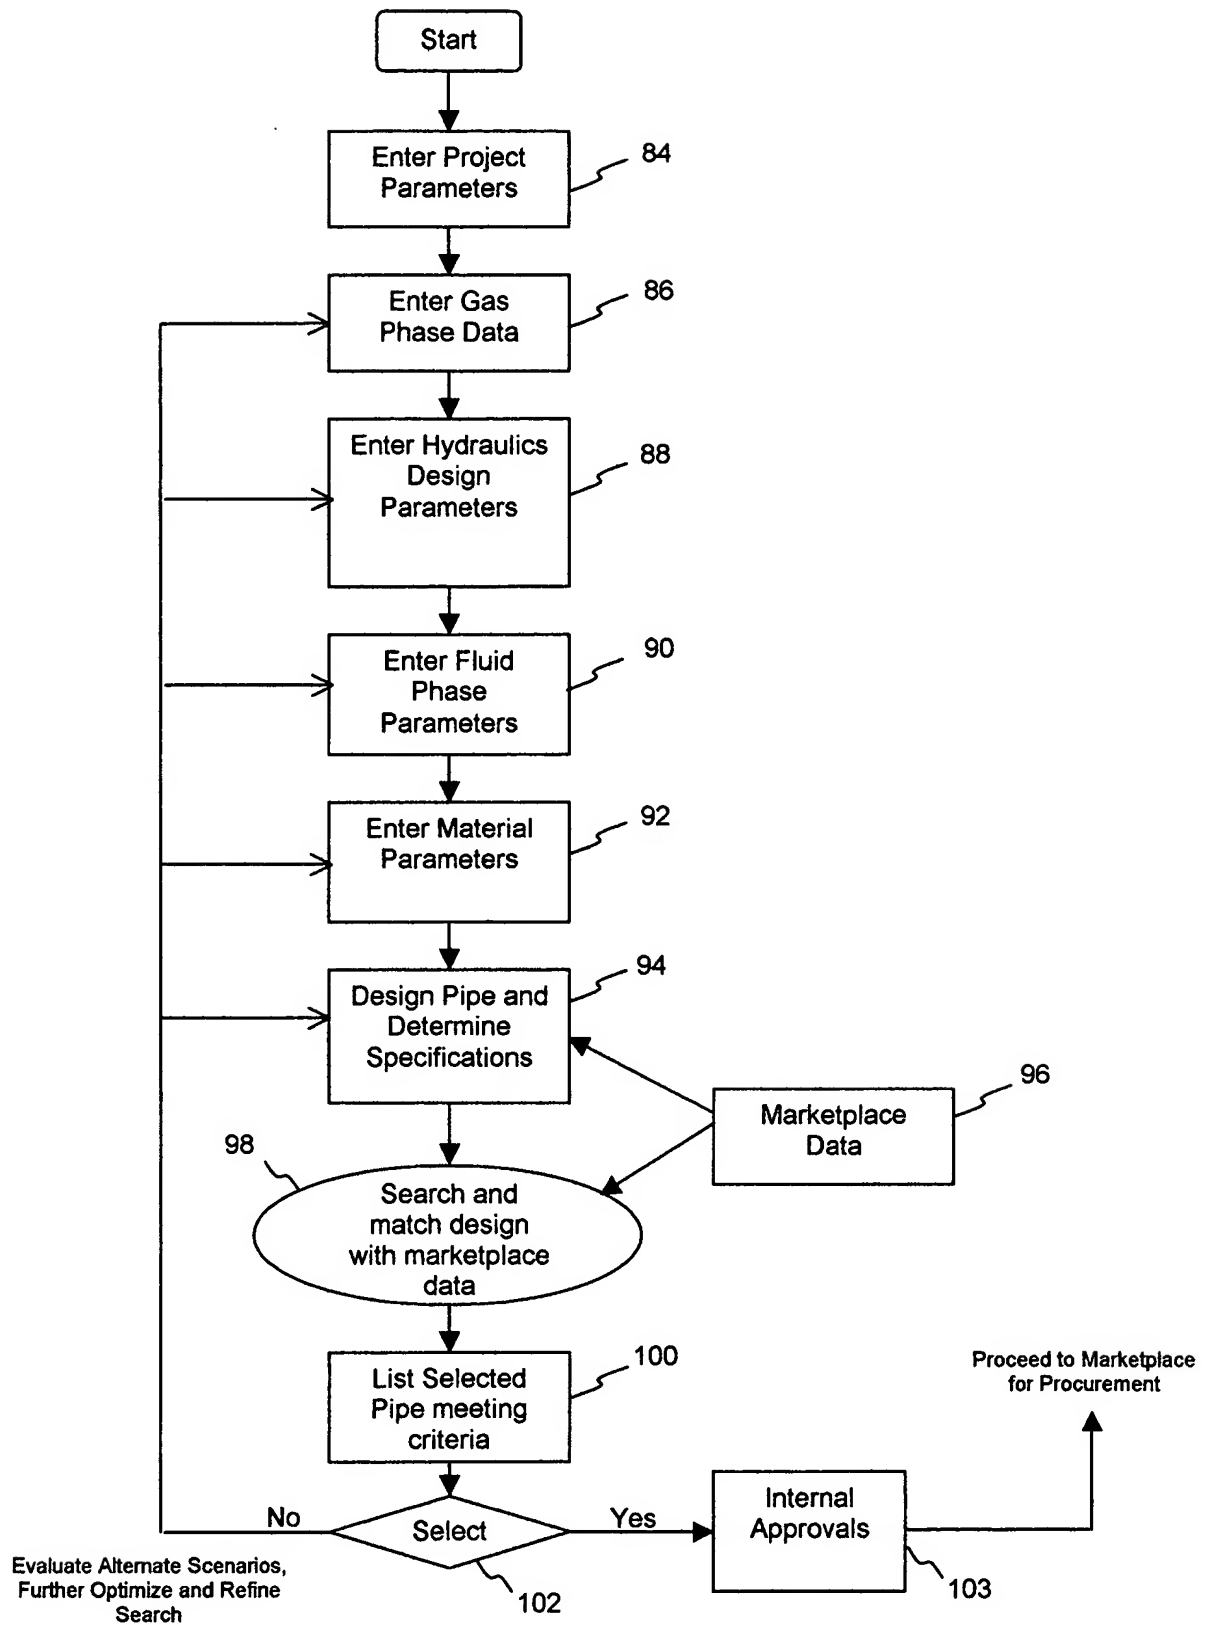 Start
Enter Project
Parameters
84
Enter Gas
Phase Data
86
Enter Hydraulics
Design
Parameters
88
Enter Fluid
Phase
Parameters
90
Enter Material
Parameters
92
Design Pipe and
Determine
Specifications
94
Marketplace
Data
96
98
Search and
match design
with marketplace
data
List Selected
Pipe meeting
criteria
100
Proceed to Marketplace
for Procurement
No
Select
Yes
102
Internal
Approvals
103
Evaluate Alternate Scenarios,
Further Optimize and Refine
Search